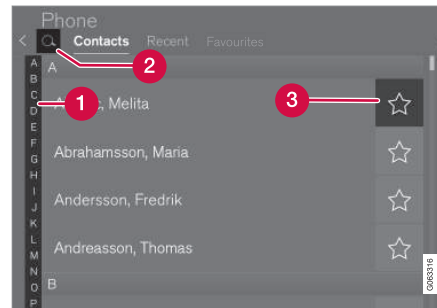 Phone
Contacts Recent Favourites
2
A
B
C
D
E
F
G
H
I
J
K
L
M
N
O
P
A
1
, Melita
3
Abrahamsson, Maria
Andersson, Fredrik
Andreasson, Thomas
B
G063316